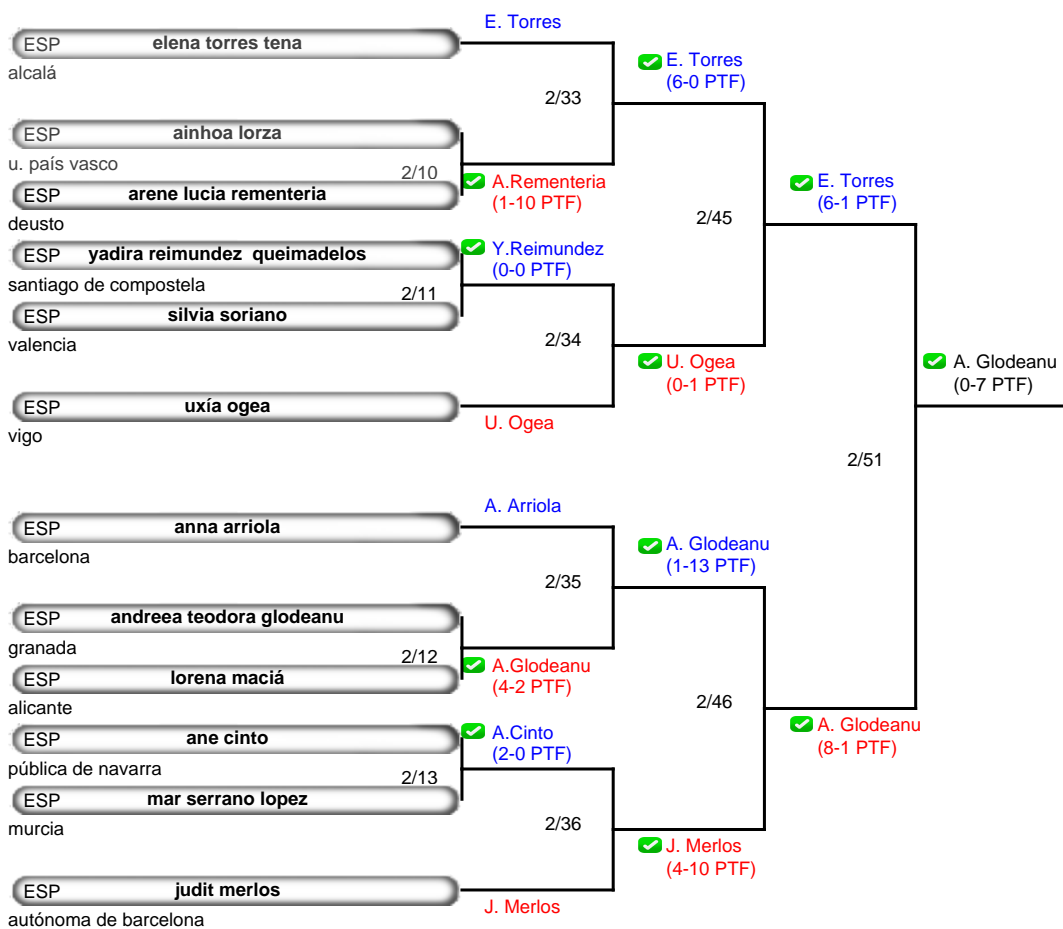 E. Torres
ESP elena torres tena
alcalá
E. Torres
(6-0 PTF)
2/33
ESP ainhoa lorza
u. país vasco
2/10
A.Rementeria
(1-10 PTF)
ESP arene lucia rementeria
deusto
E. Torres
(6-1 PTF)
2/45
ESP yadira reimundez queimadelos
Y.Reimundez
(0-0 PTF)
santiago de compostela
2/11
ESP silvia soriano
valencia
2/34
U. Ogea
(0-1 PTF)
A. Glodeanu
(0-7 PTF)
ESP uxía ogea
U. Ogea
vigo
2/51
A. Arriola
ESP anna arriola
barcelona
A. Glodeanu
(1-13 PTF)
2/35
ESP andreea teodora glodeanu
granada
2/12
A.Glodeanu
(4-2 PTF)
ESP lorena maciá
alicante
2/46
A. Glodeanu
(8-1 PTF)
ESP ane cinto
A.Cinto
(2-0 PTF)
pública de navarra
2/13
ESP mar serrano lopez
murcia
2/36
J. Merlos
(4-10 PTF)
ESP judit merlos
J. Merlos
autónoma de barcelona